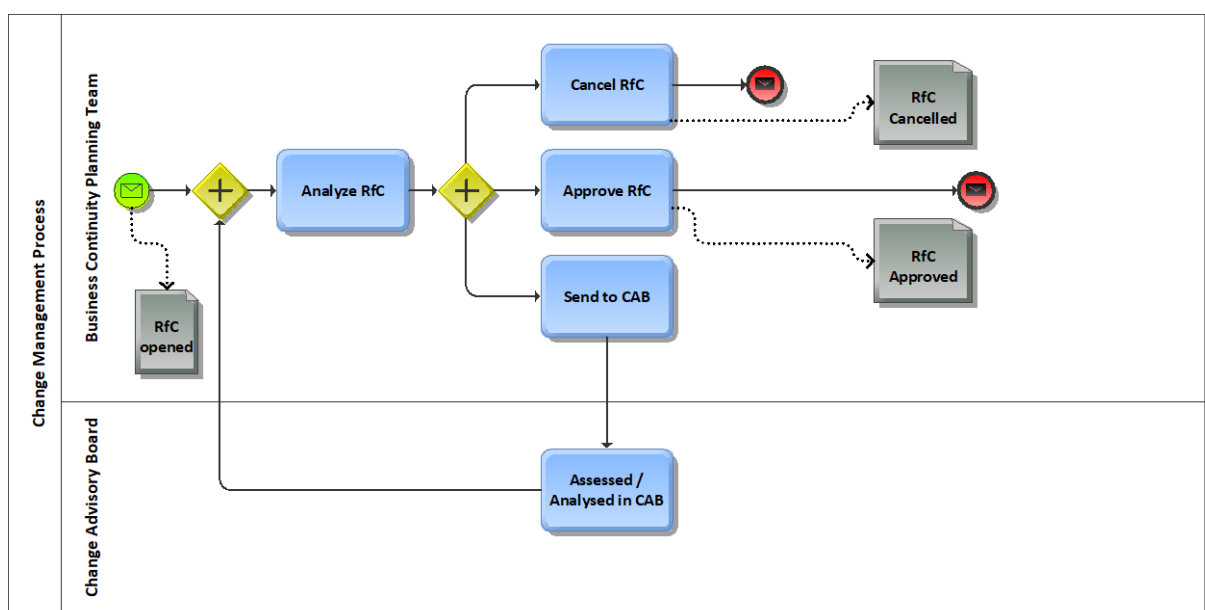 Change Management Process
Business Continuity Planning Team
Cancel RfC
RfC
Cancelled
Analyze RfC
Approve RfC
RfC
Approved
Send to CAB
RfC
opened
Change Advisory Board
Assessed /
Analysed in CAB